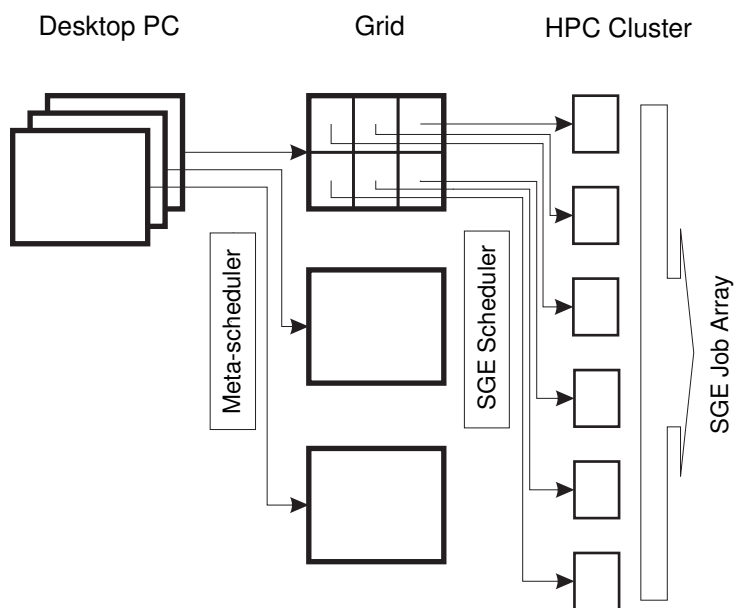 Desktop PC
Grid
HPC Cluster
Meta-scheduler
SGE Scheduler
SGE Job Array